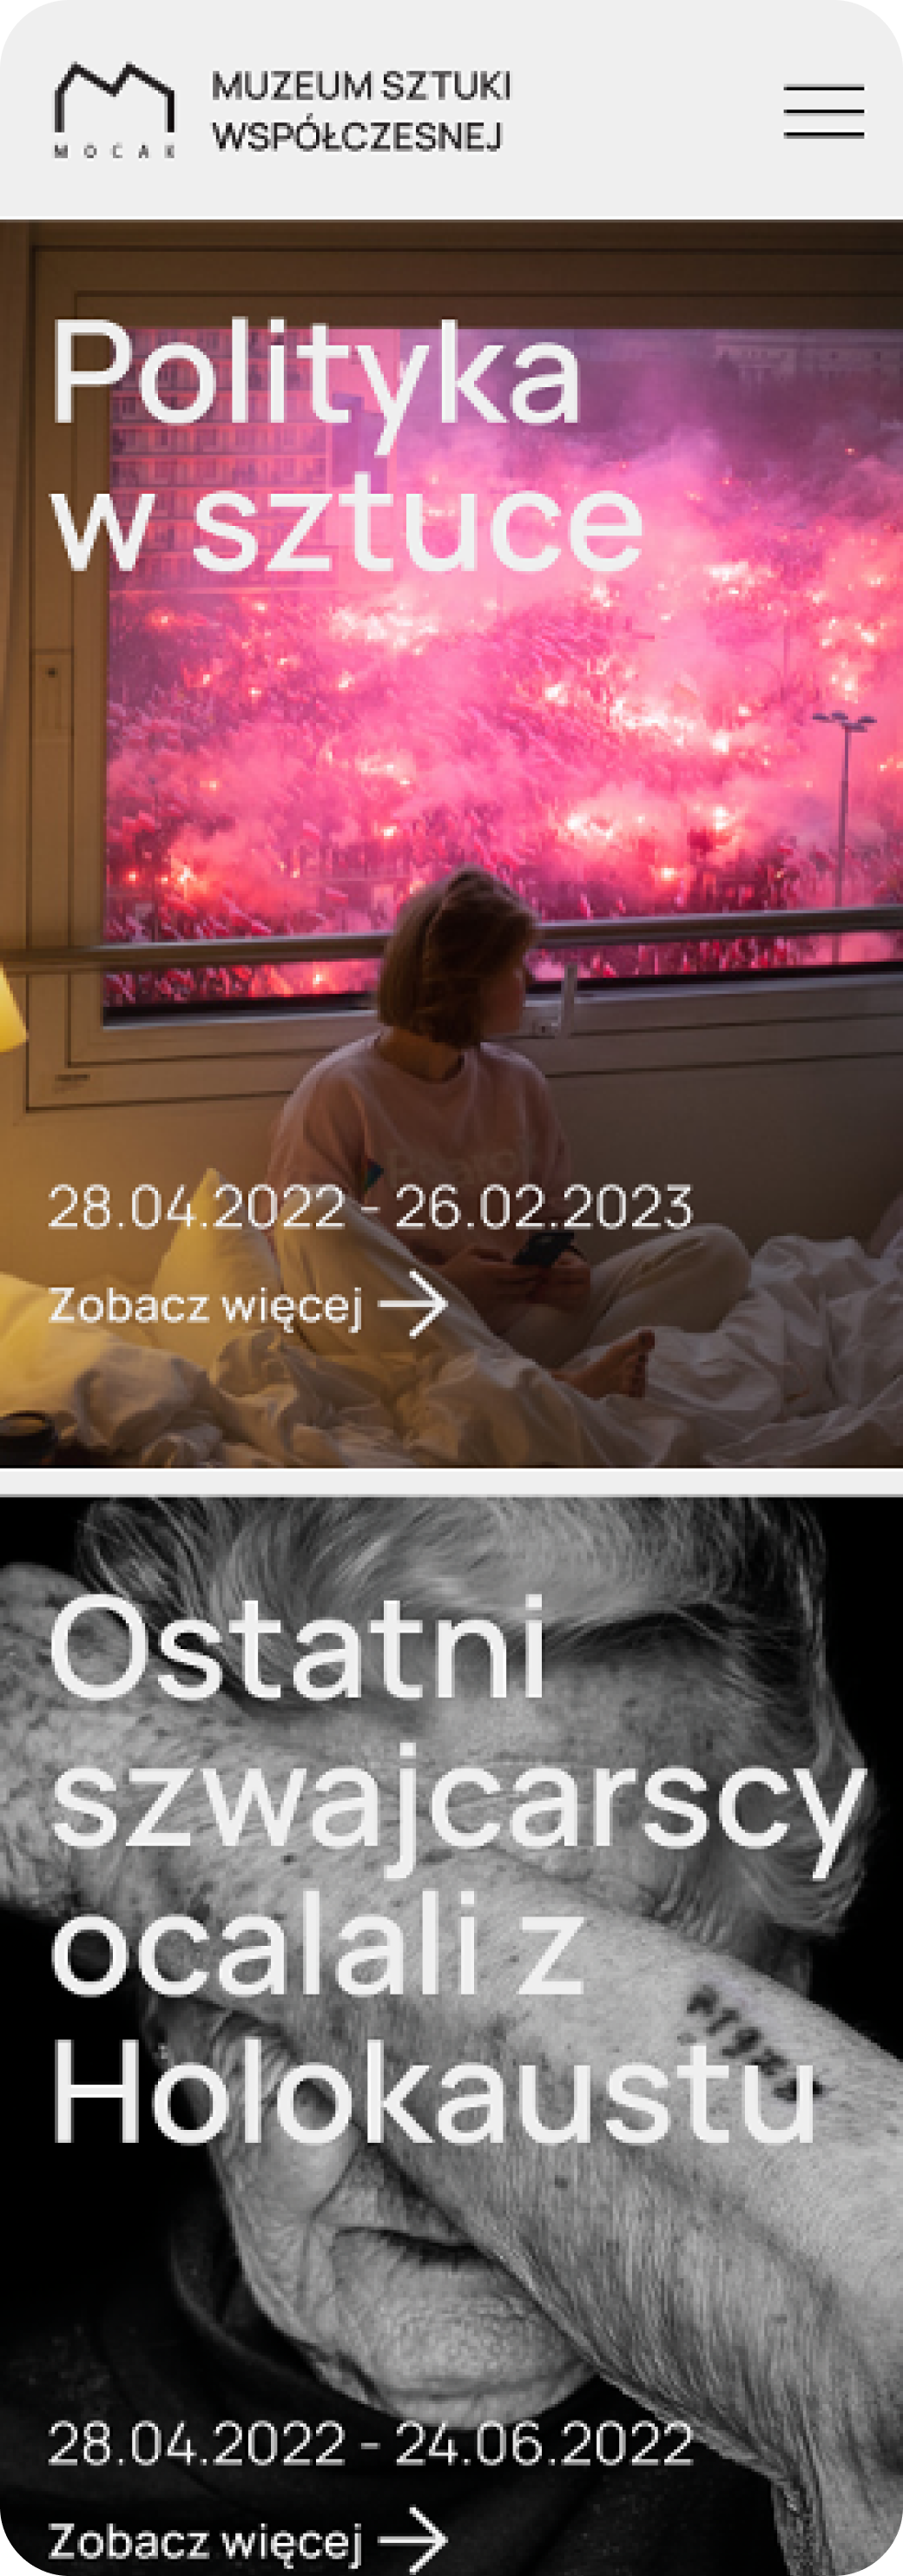 MUZEUM SZTUKI
WSPÓŁCZESNEJ
MOCAK
Polityka
w sztuce
28.04.2022 - 26.02.2023
Zobacz więcej
Ostatni
szwajcarscy
ocalali z
Holokaustu
28.04.2022 - 24.06.2022
Zobacz więcej